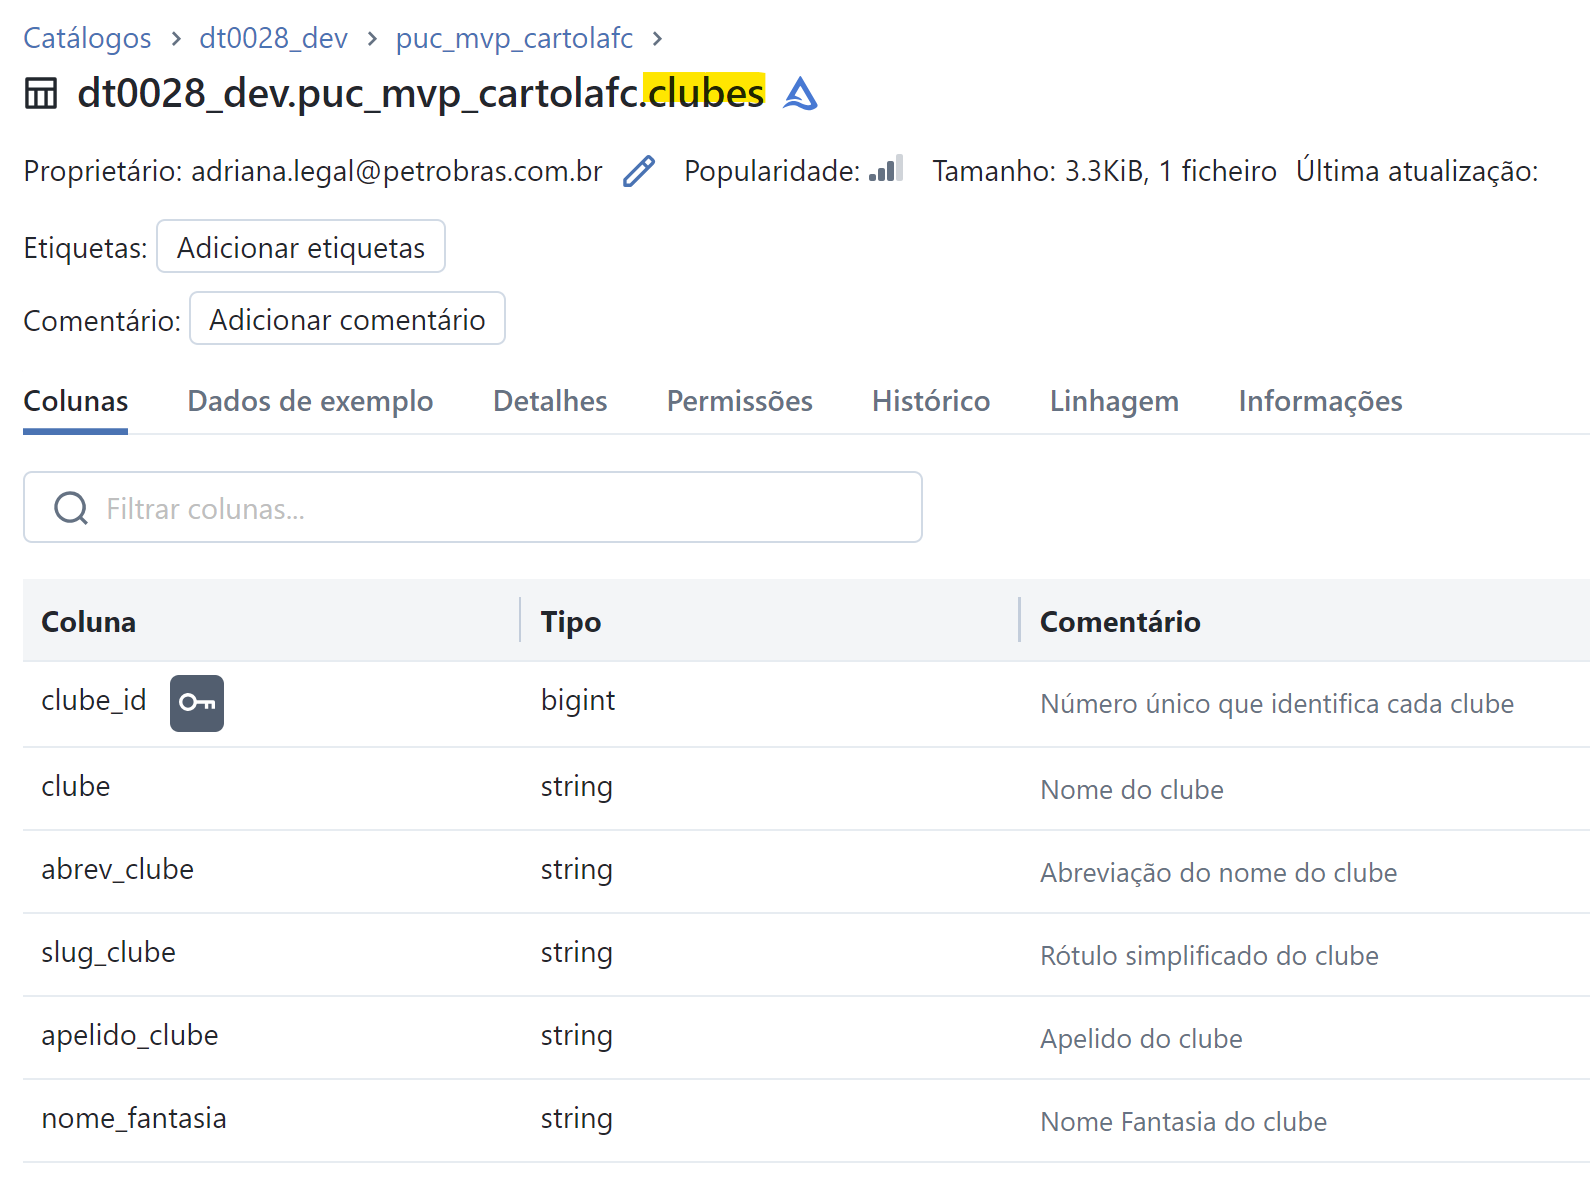 Catálogos > dt0028_dev > puc_mvp_cartolafc >
dt0028_dev.puc_mvp_cartolafc.clubes
Proprietário: adriana.legal@petrobras.com.br Popularidade: Tamanho: 3.3KiB, 1 ficheiro Última atualização:
Etiquetas: Adicionar etiquetas
Comentário: Adicionar comentário
Colunas Dados de exemplo Detalhes Permissões Histórico Linhagem Informações
Filtrar colunas...
Coluna Tipo Comentário
clube_id bigint Número único que identifica cada clube
clube string Nome do clube
abrev_clube string Abreviação do nome do clube
slug_clube string Rótulo simplificado do clube
apelido_clube string Apelido do clube
nome_fantasia string Nome Fantasia do clube